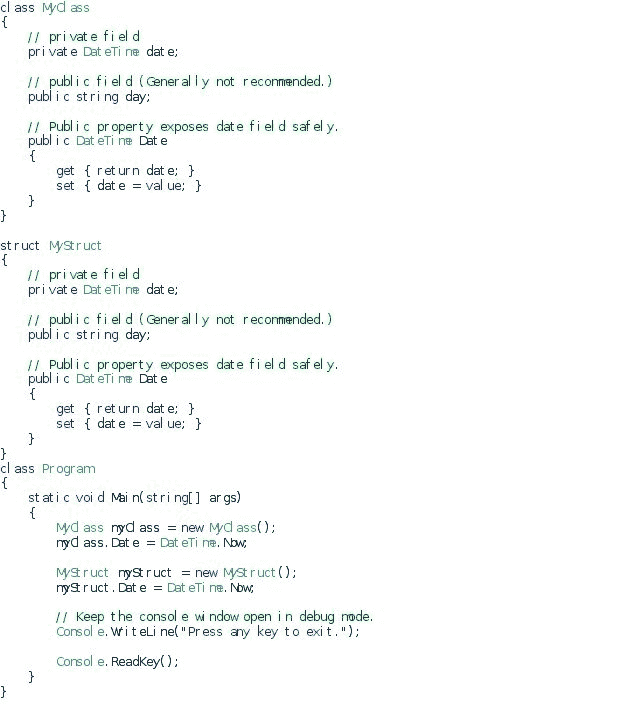 class MyClass
{
    // private field
    private DateTime date;

    // public field (Generally not recommended.)
    public string day;

    // Public property exposes date field safely.
    public DateTime Date
    {
        get { return date; }
        set { date = value; }
    }
}

struct MyStruct
{
    // private field
    private DateTime date;

    // public field (Generally not recommended.)
    public string day;

    // Public property exposes date field safely.
    public DateTime Date
    {
        get { return date; }
        set { date = value; }
    }
}
class Program
{
    static void Main(string[] args)
    {
        MyClass myClass = new MyClass();
        myClass.Date = DateTime.Now;

        MyStruct myStruct = new MyStruct();
        myStruct.Date = DateTime.Now;

        // Keep the console window open in debug mode.
        Console.WriteLine("Press any key to exit.");

        Console.ReadKey();
    }
}